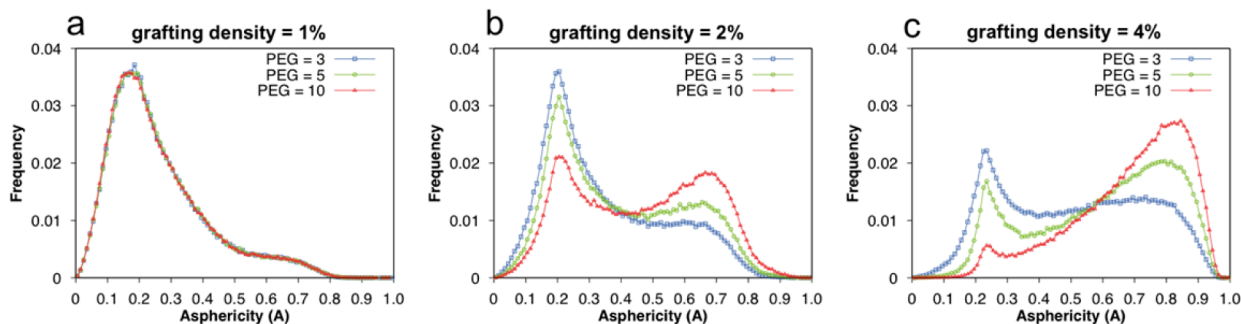 a
grafting density = 1%
PEG = 3
PEG = 5
PEG = 10
Frequency
0.04
0.03
0.02
0.01
0
0 0.1 0.2 0.3 0.4 0.5 0.6 0.7 0.8 0.9 1.0
Asphericity (A)
b
grafting density = 2%
PEG = 3
PEG = 5
PEG = 10
Frequency
0.04
0.03
0.02
0.01
0
0 0.1 0.2 0.3 0.4 0.5 0.6 0.7 0.8 0.9 1.0
Asphericity (A)
c
grafting density = 4%
PEG = 3
PEG = 5
PEG = 10
Frequency
0.04
0.03
0.02
0.01
0
0 0.1 0.2 0.3 0.4 0.5 0.6 0.7 0.8 0.9 1.0
Asphericity (A)